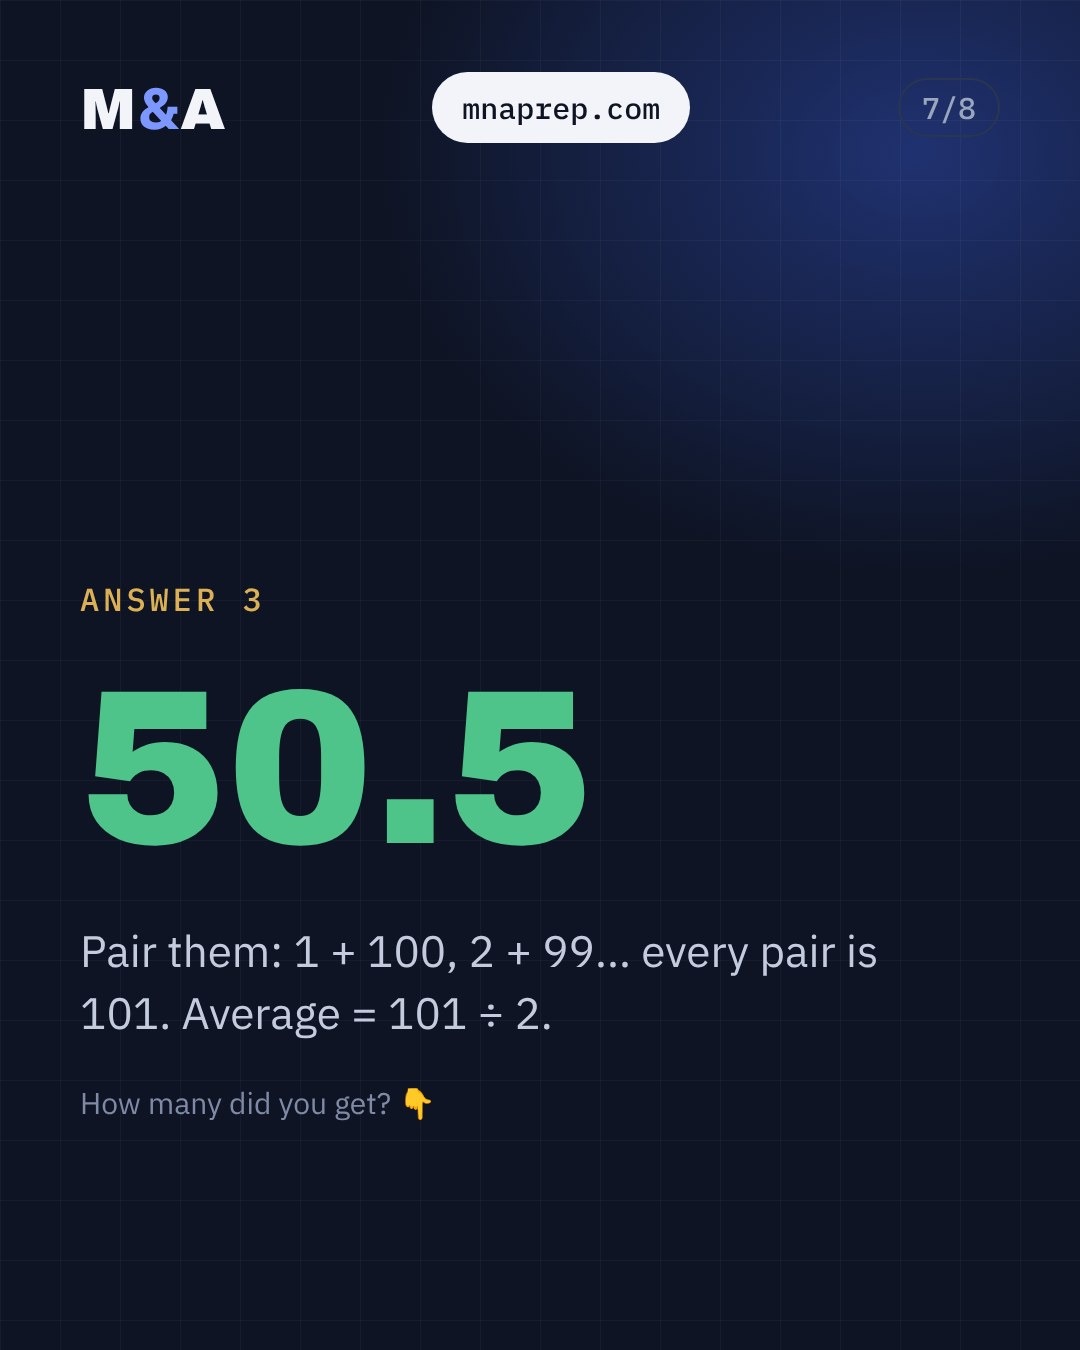 M&A
mnaprep.com
7/8
ANSWER 3
50.5
Pair them: 1 + 100, 2 + 99... every pair is
101. Average = 101 ÷ 2.
How many did you get? 👇